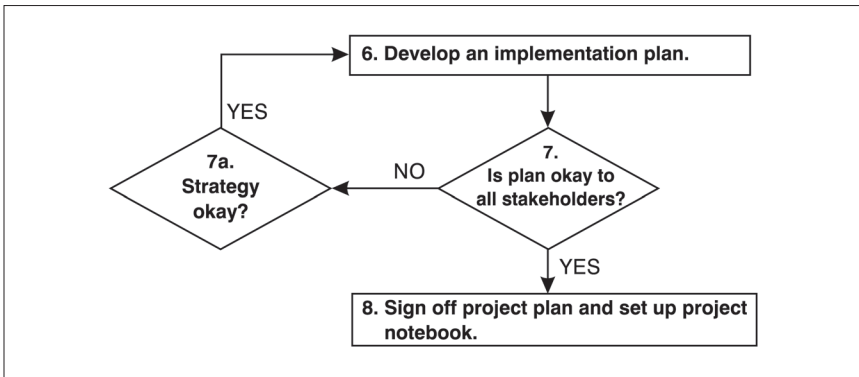 6. Develop an implementation plan.
YES
7a.
Strategy
okay?
NO
7.
Is plan okay to
all stakeholders?
YES
8. Sign off project plan and set up project
notebook.